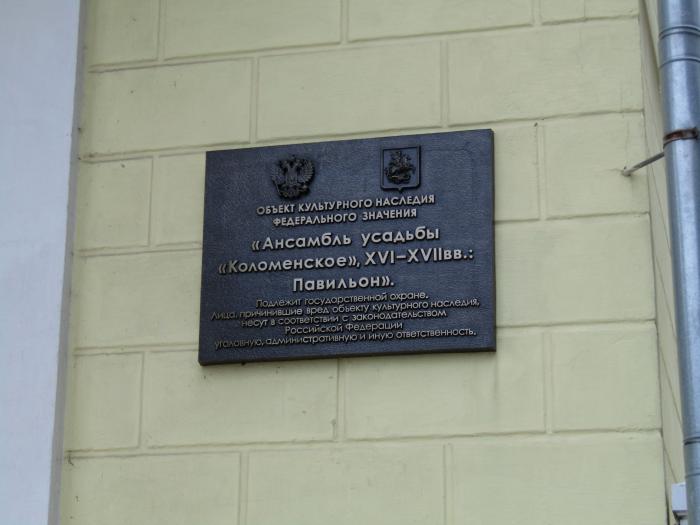 ОБЪЕКТ КУЛЬТУРНОГО НАСЛЕДИЯ
ФЕДЕРАЛЬНОГО ЗНАЧЕНИЯ
«Ансамбль усадьбы
«Коломенское», XVI–XVIIвв.:
Павильон».
Подлежит государственной охране.
Лица, причинившие вред объекту культурного наследия,
несут в соответствии с законодательством
Российской Федерации
уголовную, административную и иную ответственность.